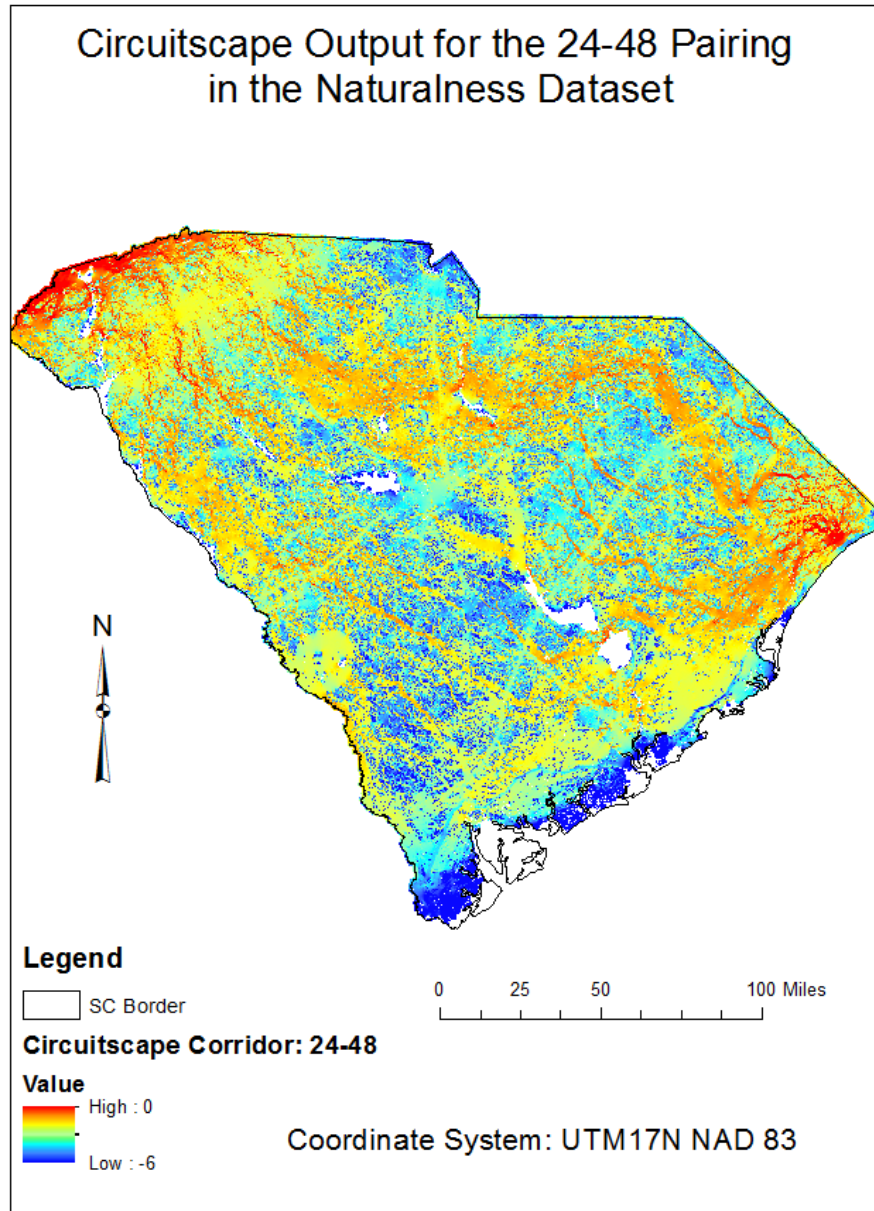 Circuitscape Output for the 24-48 Pairing
in the Naturalness Dataset
N
Legend
SC Border
0 25 50 100 Miles
Circuitscape Corridor: 24-48
Value
High : 0
Low : -6
Coordinate System: UTM17N NAD 83